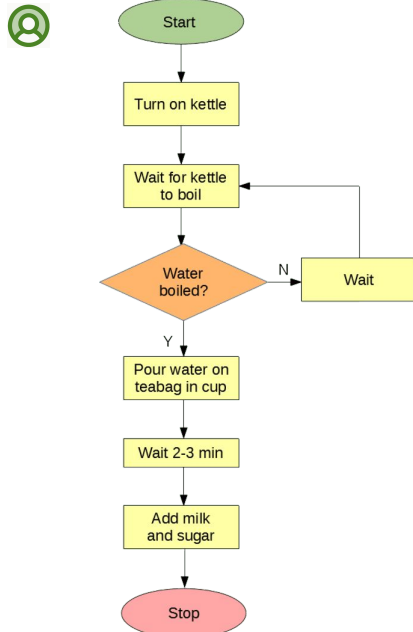 Start
Turn on kettle
Wait for kettle
to boil
Water
boiled?
N
Wait
Y
Pour water on
teabag in cup
Wait 2-3 min
Add milk
and sugar
Stop